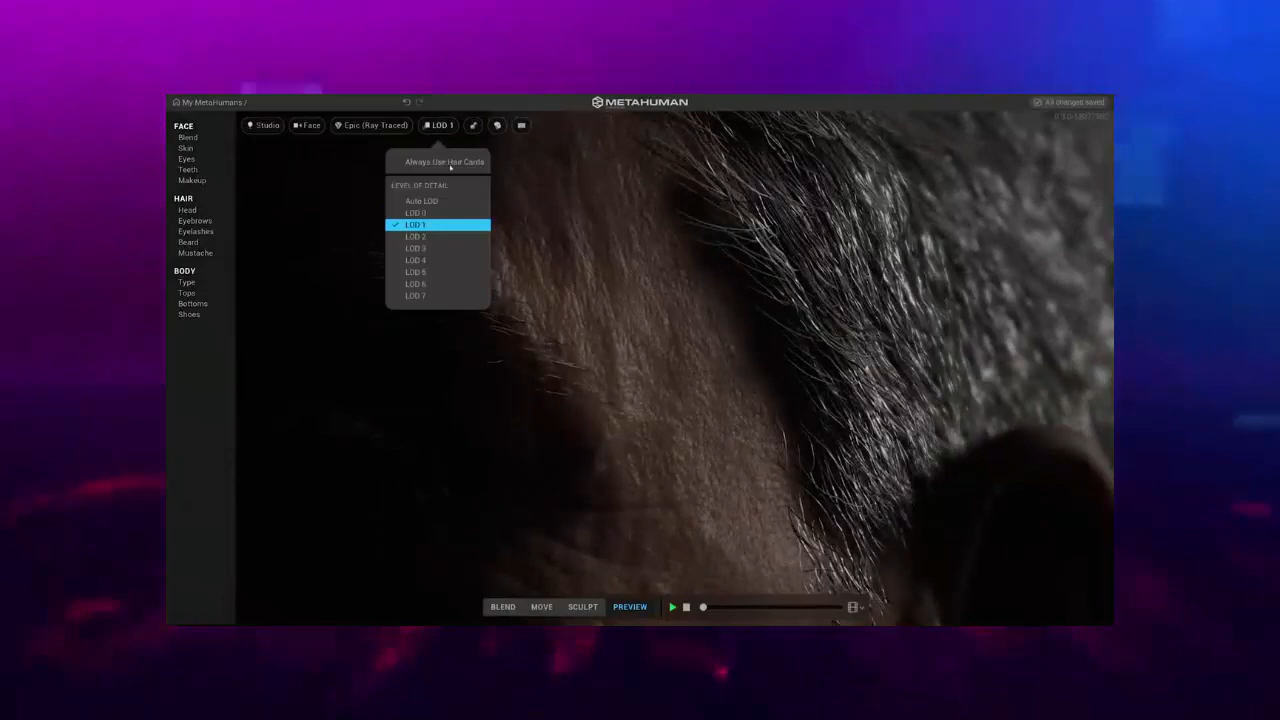 My MetaHumans /
METAHUMAN
All changes saved
Studio
Face
Epic (Ray Traced)
LOD 1
FACE
Blend
Skin
Eyes
Teeth
Makeup
HAIR
Head
Eyebrows
Eyelashes
Beard
Mustache
BODY
Type
Tops
Bottoms
Shoes
Always Use Hair Cards
LEVEL OF DETAIL
Auto LOD
LOD 0
LOD 1
LOD 2
LOD 3
LOD 4
LOD 5
LOD 6
LOD 7
BLEND
MOVE
SCULPT
PREVIEW